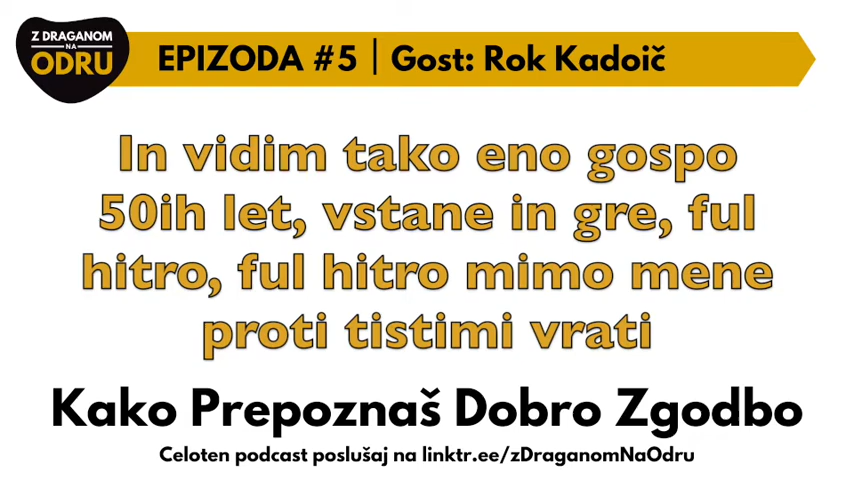 Z DRAGANOM
NA
ODRU
EPIZODA #5 | Gost: Rok Kadoič
In vidim tako eno gospo
50ih let, vstane in gre, ful
hitro, ful hitro mimo mene
proti tistimi vrati
Kako Prepoznaš Dobro Zgodbo
Celoten podcast poslušaj na linktr.ee/zDraganomNaOdru